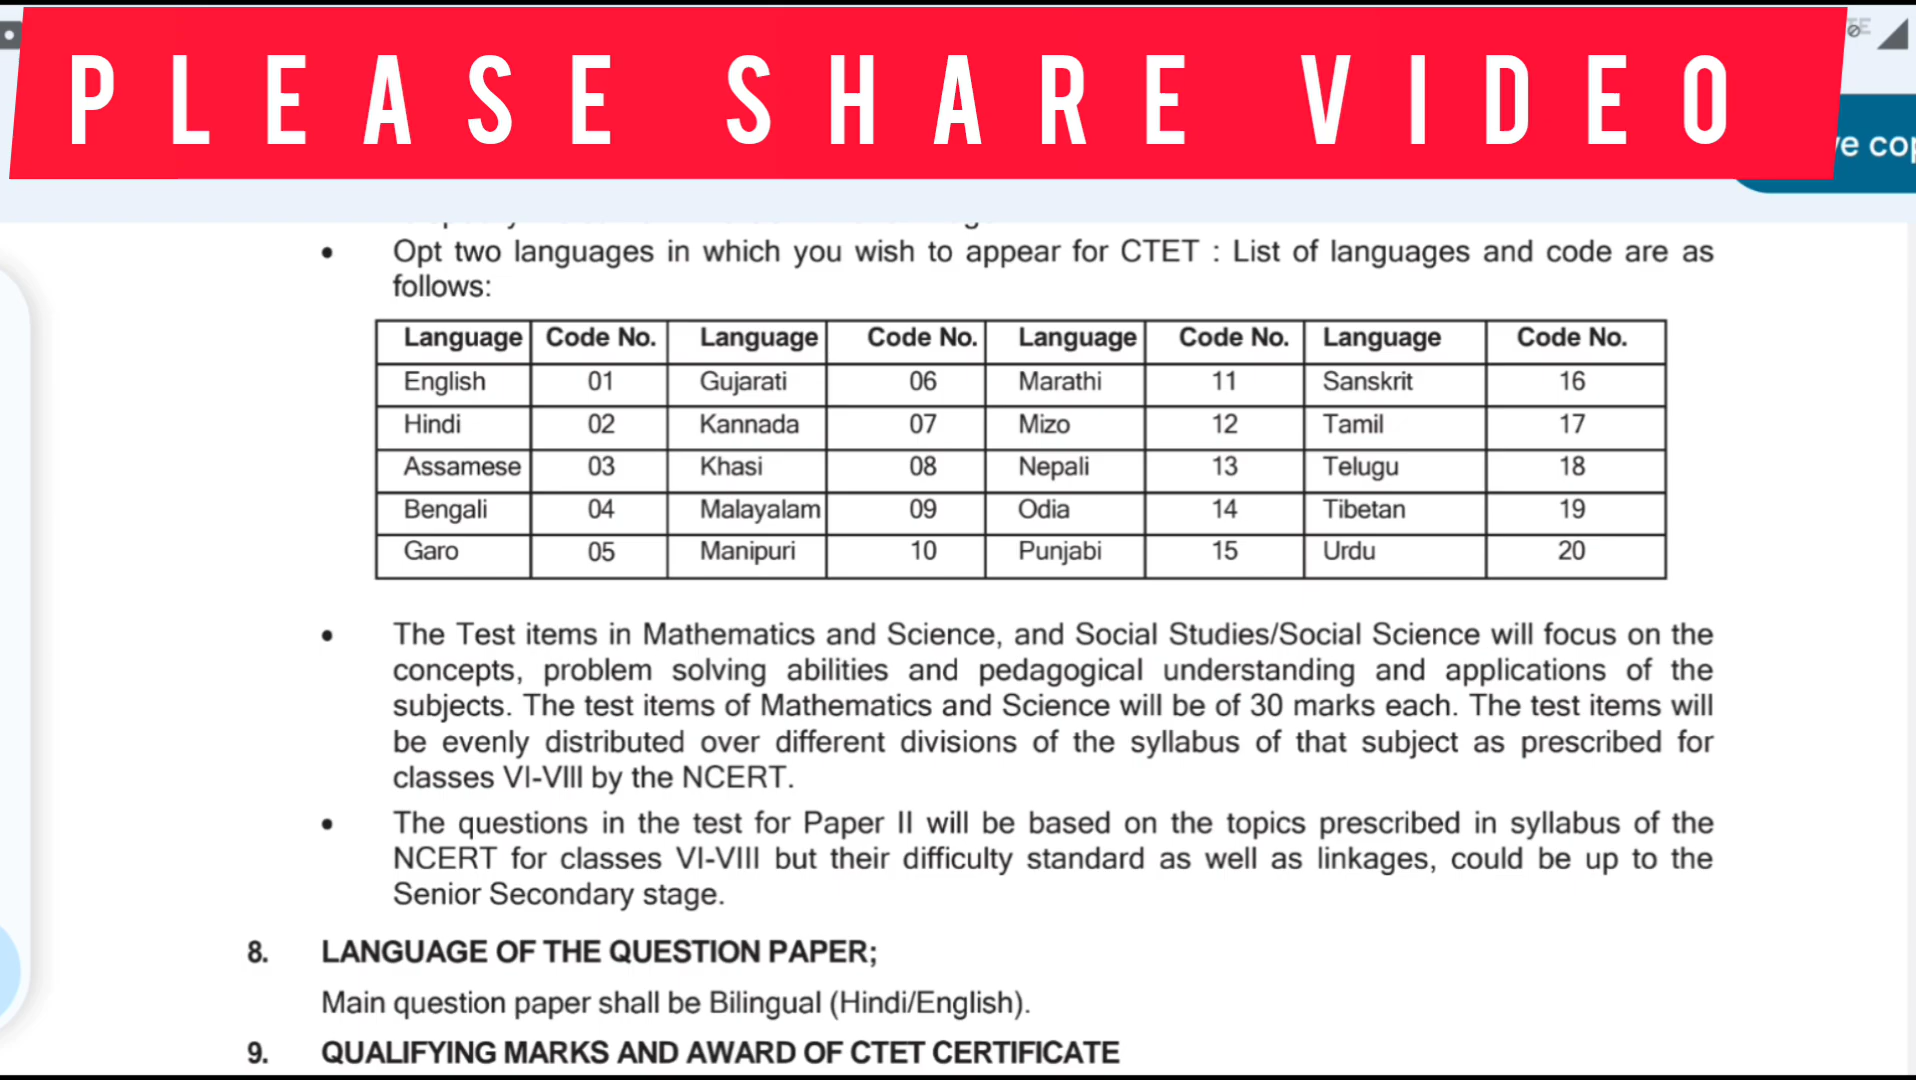 PLEASE SHARE VIDEO
• Opt two languages in which you wish to appear for CTET : List of languages and code are as
follows:
Language Code No. Language Code No. Language Code No. Language Code No.
English 01 Gujarati 06 Marathi 11 Sanskrit 16
Hindi 02 Kannada 07 Mizo 12 Tamil 17
Assamese 03 Khasi 08 Nepali 13 Telugu 18
Bengali 04 Malayalam 09 Odia 14 Tibetan 19
Garo 05 Manipuri 10 Punjabi 15 Urdu 20
• The Test items in Mathematics and Science, and Social Studies/Social Science will focus on the
concepts, problem solving abilities and pedagogical understanding and applications of the
subjects. The test items of Mathematics and Science will be of 30 marks each. The test items will
be evenly distributed over different divisions of the syllabus of that subject as prescribed for
classes VI-VIII by the NCERT.
• The questions in the test for Paper II will be based on the topics prescribed in syllabus of the
NCERT for classes VI-VIII but their difficulty standard as well as linkages, could be up to the
Senior Secondary stage.
8. LANGUAGE OF THE QUESTION PAPER;
Main question paper shall be Bilingual (Hindi/English).
9. QUALIFYING MARKS AND AWARD OF CTET CERTIFICATE